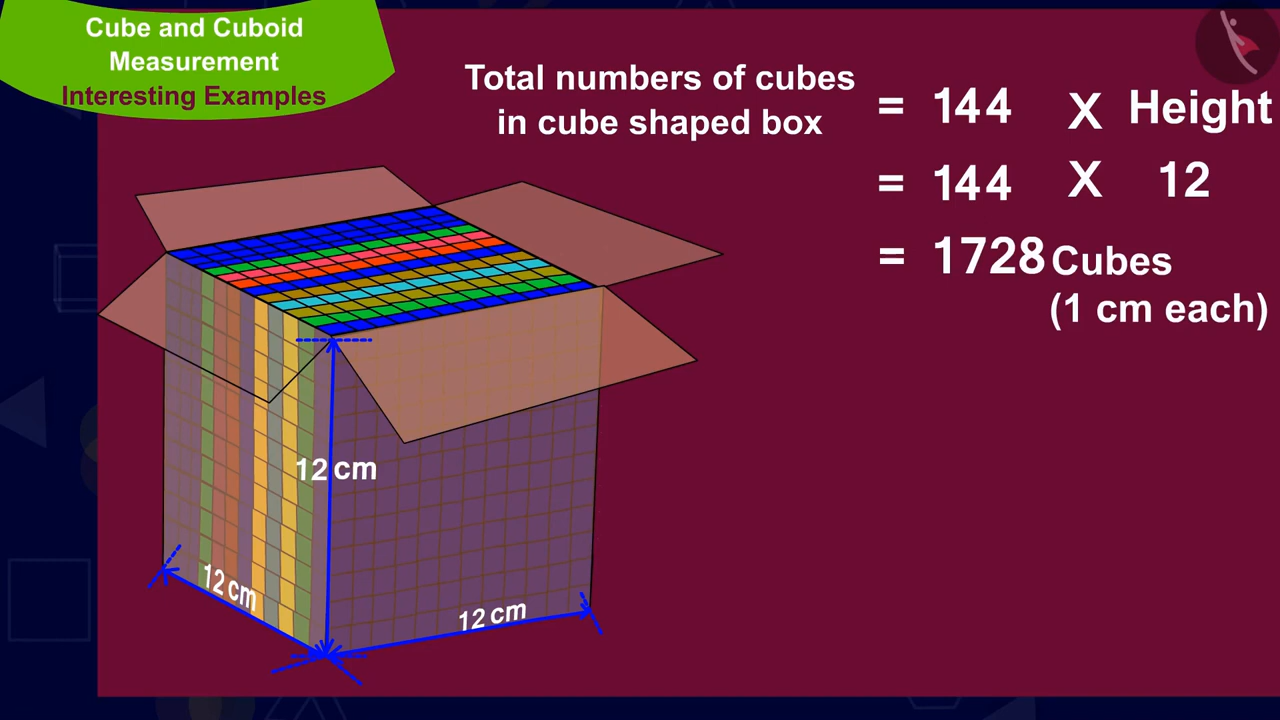 Cube and Cuboid
Measurement
Interesting Examples
Total numbers of cubes
in cube shaped box
= 144 X Height
= 144 X 12
= 1728 Cubes
(1 cm each)
12 cm
12 cm
12 cm